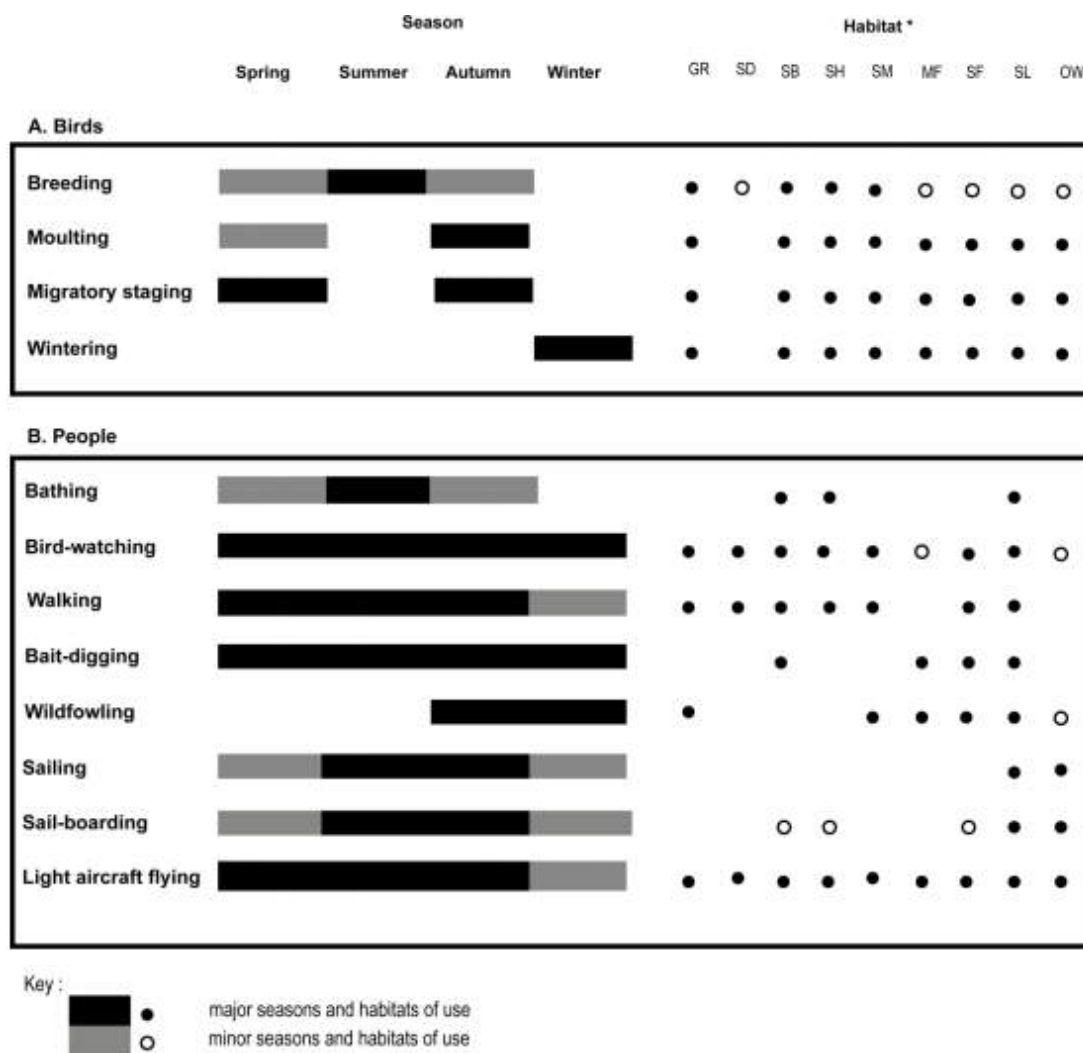 Season Habitat *
Spring Summer Autumn Winter GR SD SB SH SM MF SF SL OW
A. Birds
Breeding
Moulting
Migratory staging
Wintering
B. People
Bathing
Bird-watching
Walking
Bait-digging
Wildfowling
Sailing
Sail-boarding
Light aircraft flying
Key :
major seasons and habitats of use
minor seasons and habitats of use